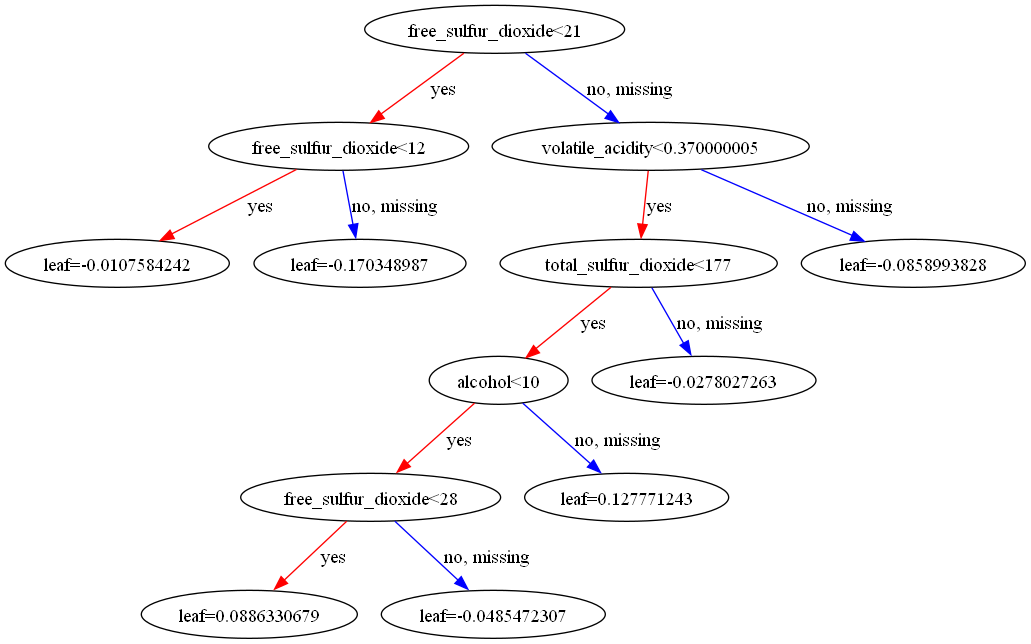 free_sulfur_dioxide<21
yes
no, missing
free_sulfur_dioxide<12
volatile_acidity<0.370000005
yes
no, missing
yes
no, missing
leaf=-0.0107584242
leaf=-0.170348987
total_sulfur_dioxide<177
leaf=-0.0858993828
yes
no, missing
alcohol<10
leaf=-0.0278027263
yes
no, missing
free_sulfur_dioxide<28
leaf=0.127771243
yes
no, missing
leaf=0.0886330679
leaf=-0.0485472307